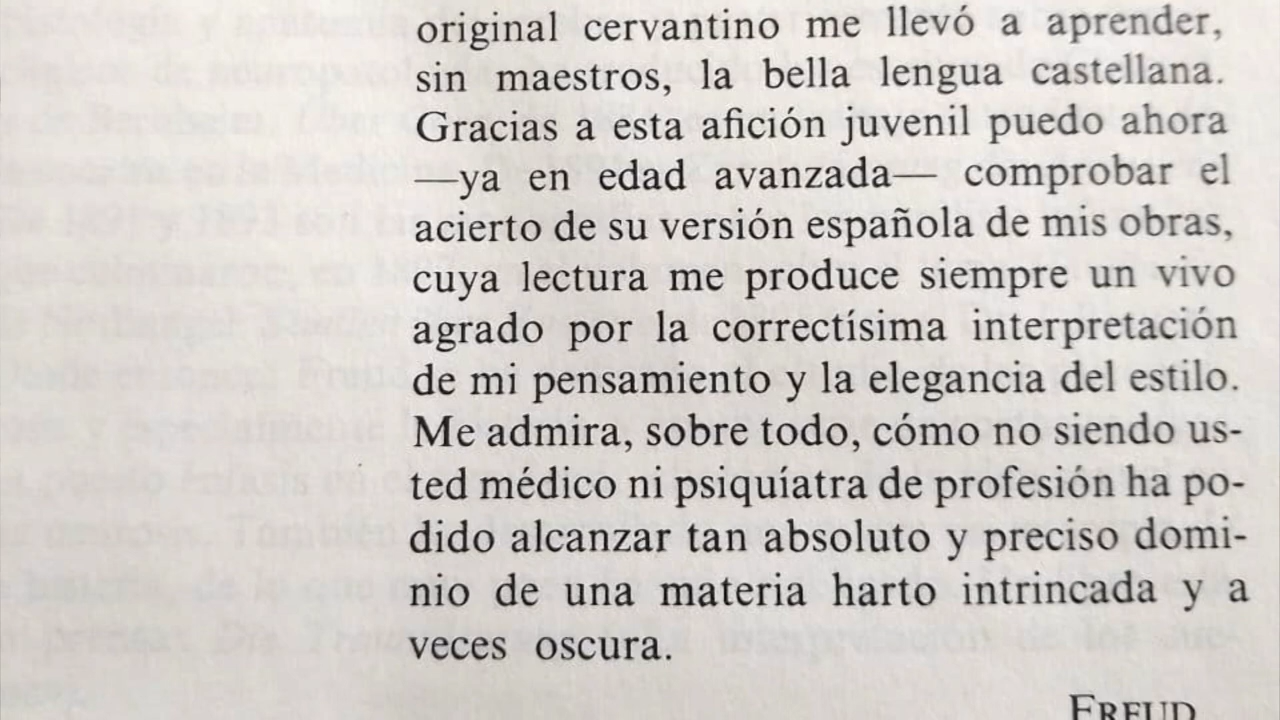 original cervantino me llevó a aprender,
sin maestros, la bella lengua castellana.
Gracias a esta afición juvenil puedo ahora
—ya en edad avanzada— comprobar el
acierto de su versión española de mis obras,
cuya lectura me produce siempre un vivo
agrado por la correctísima interpretación
de mi pensamiento y la elegancia del estilo.
Me admira, sobre todo, cómo no siendo us-
ted médico ni psiquíatra de profesión ha po-
dido alcanzar tan absoluto y preciso domi-
nio de una materia harto intrincada y a
veces oscura.
FREUD